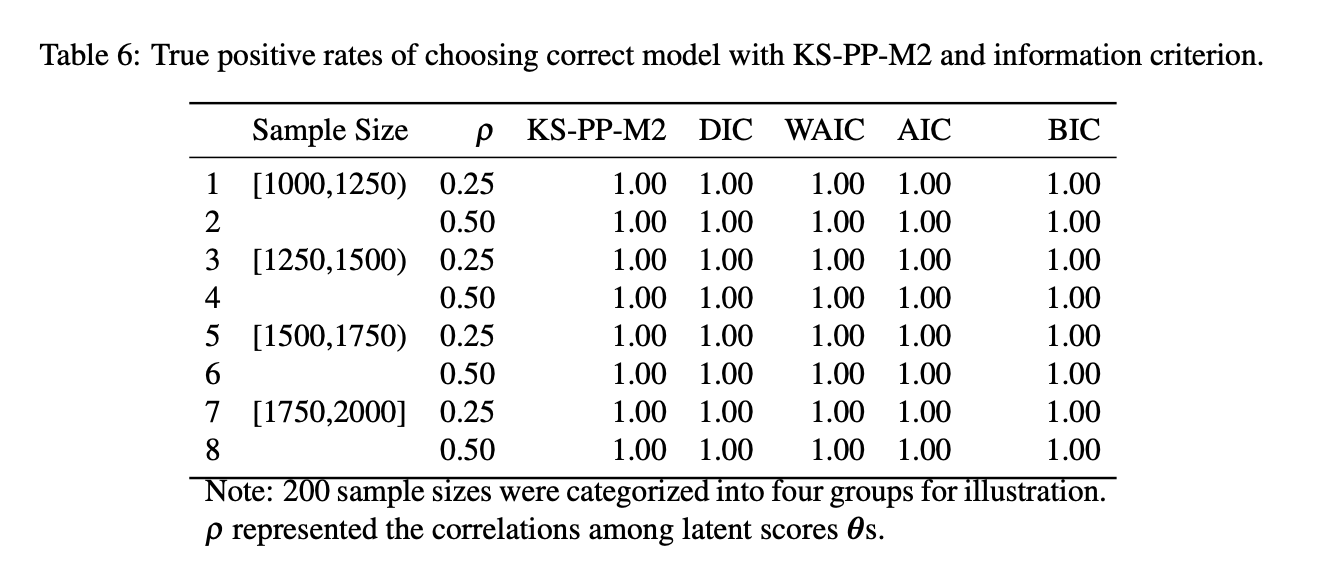 Table 6: True positive rates of choosing correct model with KS-PP-M2 and information criterion.
Sample Size ρ KS-PP-M2 DIC WAIC AIC BIC
1 [1000,1250) 0.25 1.00 1.00 1.00 1.00 1.00
2 0.50 1.00 1.00 1.00 1.00 1.00
3 [1250,1500) 0.25 1.00 1.00 1.00 1.00 1.00
4 0.50 1.00 1.00 1.00 1.00 1.00
5 [1500,1750) 0.25 1.00 1.00 1.00 1.00 1.00
6 0.50 1.00 1.00 1.00 1.00 1.00
7 [1750,2000] 0.25 1.00 1.00 1.00 1.00 1.00
8 0.50 1.00 1.00 1.00 1.00 1.00
Note: 200 sample sizes were categorized into four groups for illustration.
ρ represented the correlations among latent scores θs.